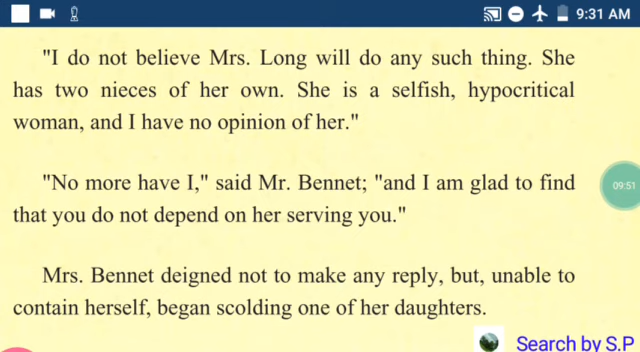 9:31 AM
"I do not believe Mrs. Long will do any such thing. She
has two nieces of her own. She is a selfish, hypocritical
woman, and I have no opinion of her."
"No more have I," said Mr. Bennet; "and I am glad to find
that you do not depend on her serving you."
09:51
Mrs. Bennet deigned not to make any reply, but, unable to
contain herself, began scolding one of her daughters.
Search by S.P